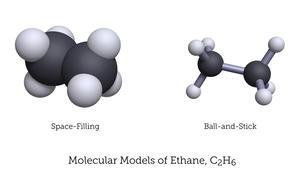 Space-Filling
Ball-and-Stick
Molecular Models of Ethane, C₂H₆